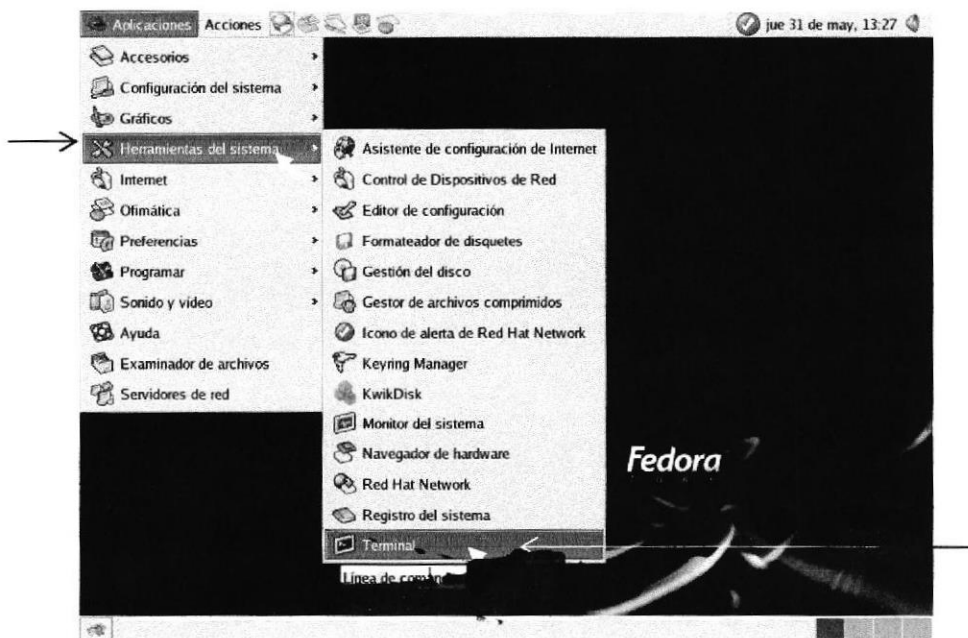 Aplicaciones Acciones jue 31 de may, 13:27
Accesorios
Configuración del sistema
Gráficos
Herramientas del sistema
Internet
Ofimática
Preferencias
Programar
Sonido y vídeo
Ayuda
Examinador de archivos
Servidores de red
Asistente de configuración de Internet
Control de Dispositivos de Red
Editor de configuración
Formateador de disquetes
Gestión del disco
Gestor de archivos comprimidos
Icono de alerta de Red Hat Network
Keyring Manager
KwikDisk
Monitor del sistema
Navegador de hardware
Red Hat Network
Registro del sistema
Terminal
Línea de
Fedora